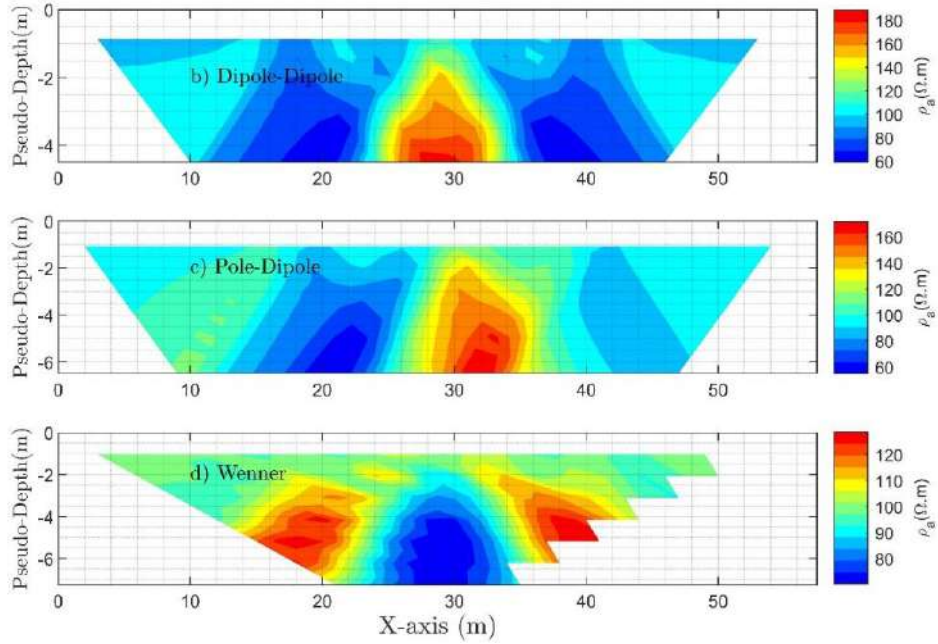 b) Dipole-Dipole
Pseudo-Depth(m)
0
-2
-4
0 10 20 30 40 50
180
160
140
120
100
80
60
ρa(Ω.m)
c) Pole-Dipole
Pseudo-Depth(m)
0
-2
-4
-6
0 10 20 30 40 50
160
140
120
100
80
60
ρa(Ω.m)
d) Wenner
Pseudo-Depth(m)
0
-2
-4
-6
0 10 20 30 40 50
X-axis (m)
120
110
100
90
80
ρa(Ω.m)